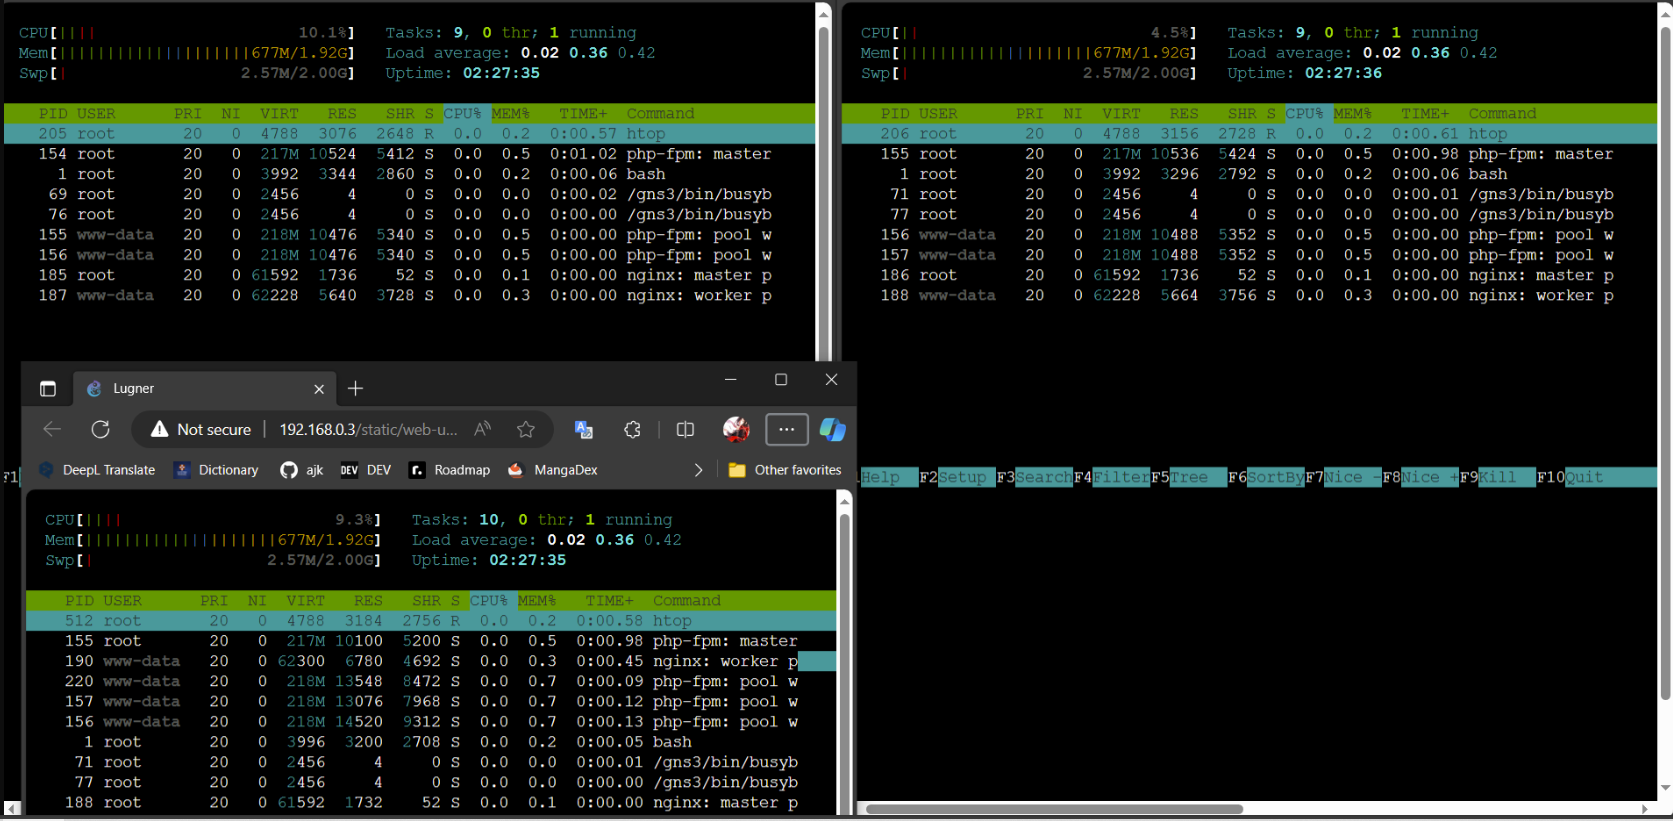 CPU[|||| 10.1%] Tasks: 9, 0 thr; 1 running
Mem[||||||||||||||||||||677M/1.92G] Load average: 0.02 0.36 0.42
Swp[| 2.57M/2.00G] Uptime: 02:27:35
PID USER PRI NI VIRT RES SHR S CPU% MEM% TIME+ Command
205 root 20 0 4788 3076 2648 R 0.0 0.2 0:00.57 htop
154 root 20 0 217M 10524 5412 S 0.0 0.5 0:01.02 php-fpm: master
1 root 20 0 3992 3344 2860 S 0.0 0.2 0:00.06 bash
69 root 20 0 2456 4 0 S 0.0 0.0 0:00.02 /gns3/bin/busyb
76 root 20 0 2456 4 0 S 0.0 0.0 0:00.00 /gns3/bin/busyb
155 www-data 20 0 218M 10476 5340 S 0.0 0.5 0:00.00 php-fpm: pool w
156 www-data 20 0 218M 10476 5340 S 0.0 0.5 0:00.00 php-fpm: pool w
185 root 20 0 61592 1736 52 S 0.0 0.1 0:00.00 nginx: master p
187 www-data 20 0 62228 5640 3728 S 0.0 0.3 0:00.00 nginx: worker p
F1
CPU[|| 4.5%] Tasks: 9, 0 thr; 1 running
Mem[||||||||||||||||||||677M/1.92G] Load average: 0.02 0.36 0.42
Swp[| 2.57M/2.00G] Uptime: 02:27:36
PID USER PRI NI VIRT RES SHR S CPU% MEM% TIME+ Command
206 root 20 0 4788 3156 2728 R 0.0 0.2 0:00.61 htop
155 root 20 0 217M 10536 5424 S 0.0 0.5 0:00.98 php-fpm: master
1 root 20 0 3992 3296 2792 S 0.0 0.2 0:00.06 bash
71 root 20 0 2456 4 0 S 0.0 0.0 0:00.01 /gns3/bin/busyb
77 root 20 0 2456 4 0 S 0.0 0.0 0:00.00 /gns3/bin/busyb
156 www-data 20 0 218M 10488 5352 S 0.0 0.5 0:00.00 php-fpm: pool w
157 www-data 20 0 218M 10488 5352 S 0.0 0.5 0:00.00 php-fpm: pool w
186 root 20 0 61592 1736 52 S 0.0 0.1 0:00.00 nginx: master p
188 www-data 20 0 62228 5664 3756 S 0.0 0.3 0:00.00 nginx: worker p
Help F2Setup F3SearchF4FilterF5Tree F6SortByF7Nice -F8Nice +F9Kill F10Quit
Lugner
Not secure 192.168.0.3/static/web-u...
DeepL Translate Dictionary ajk DEV DEV Roadmap MangaDex Other favorites
CPU[|||| 9.3%] Tasks: 10, 0 thr; 1 running
Mem[||||||||||||||||||||677M/1.92G] Load average: 0.02 0.36 0.42
Swp[| 2.57M/2.00G] Uptime: 02:27:35
PID USER PRI NI VIRT RES SHR S CPU% MEM% TIME+ Command
512 root 20 0 4788 3184 2756 R 0.0 0.2 0:00.58 htop
155 root 20 0 217M 10100 5200 S 0.0 0.5 0:00.98 php-fpm: master
190 www-data 20 0 62300 6780 4692 S 0.0 0.3 0:00.45 nginx: worker p
220 www-data 20 0 218M 13548 8472 S 0.0 0.7 0:00.09 php-fpm: pool w
157 www-data 20 0 218M 13076 7968 S 0.0 0.7 0:00.12 php-fpm: pool w
156 www-data 20 0 218M 14520 9312 S 0.0 0.7 0:00.13 php-fpm: pool w
1 root 20 0 3996 3200 2708 S 0.0 0.2 0:00.05 bash
71 root 20 0 2456 4 0 S 0.0 0.0 0:00.01 /gns3/bin/busyb
77 root 20 0 2456 4 0 S 0.0 0.0 0:00.00 /gns3/bin/busyb
188 root 20 0 61592 1732 52 S 0.0 0.1 0:00.00 nginx: master p